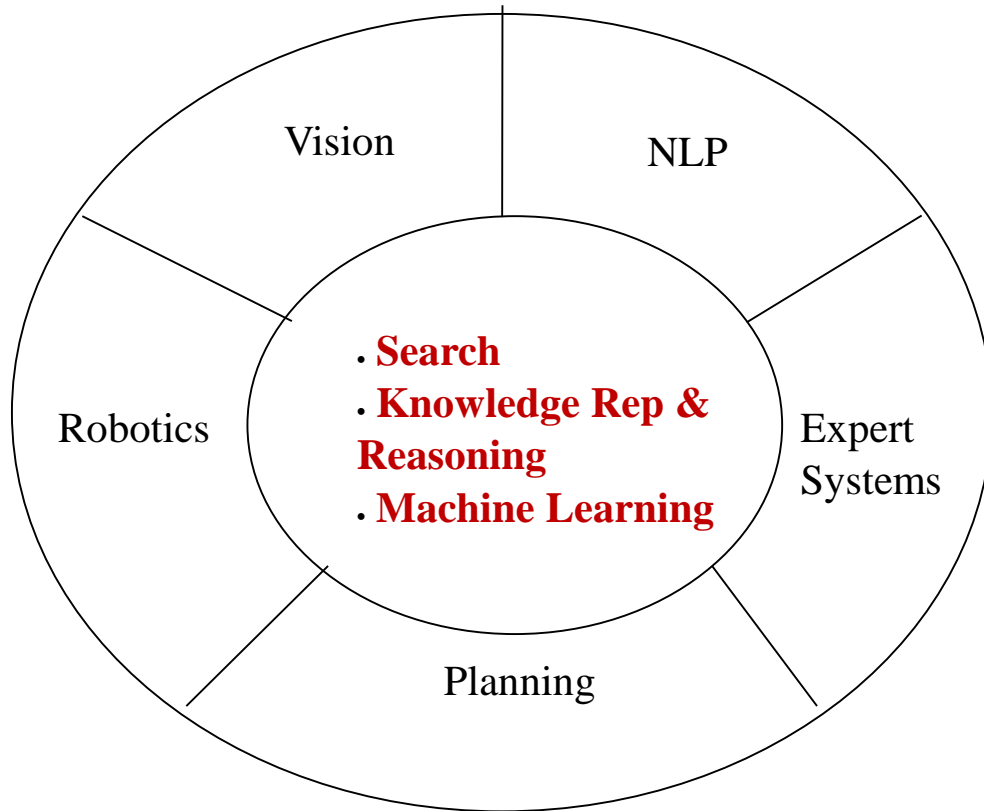 Vision
NLP
. Search
. Knowledge Rep &
Reasoning
. Machine Learning
Robotics
Expert
Systems
Planning